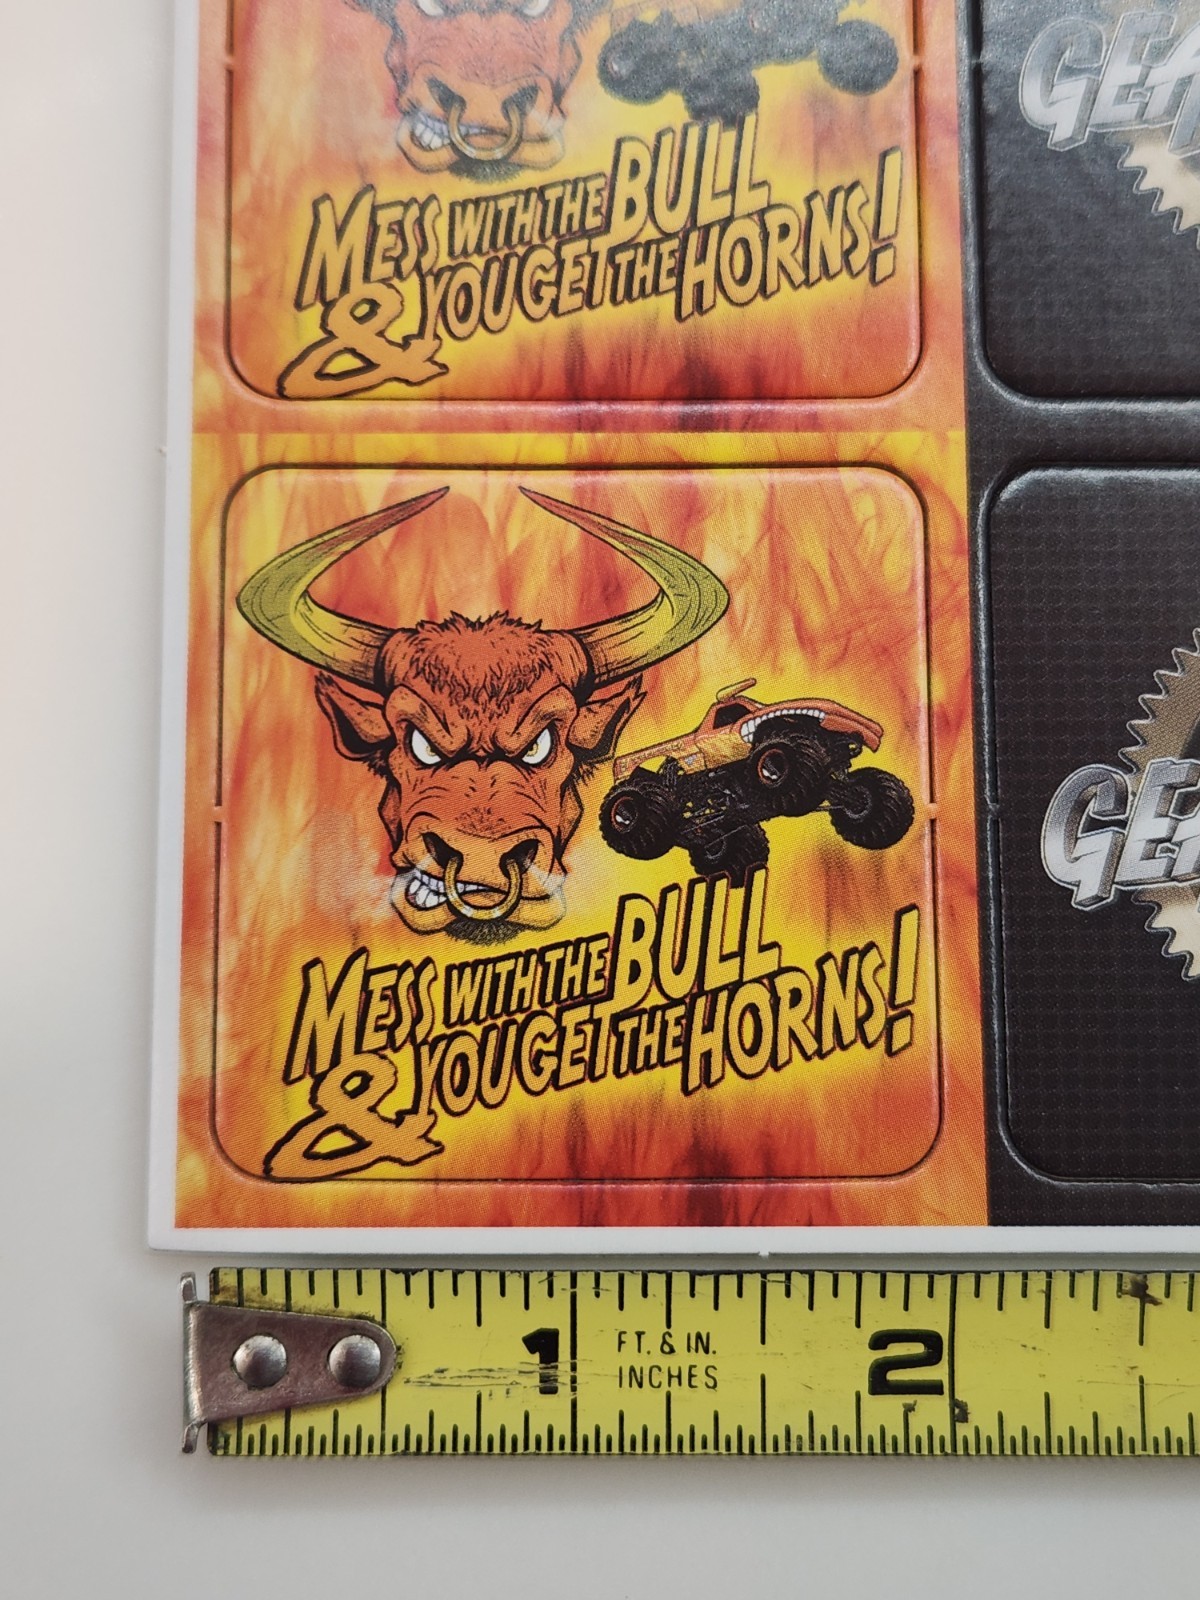 MESS WITH THE BULL
& YOU GET THE HORNS!
MESS WITH THE BULL
& YOU GET THE HORNS!
1
FT. & IN.
INCHES
2